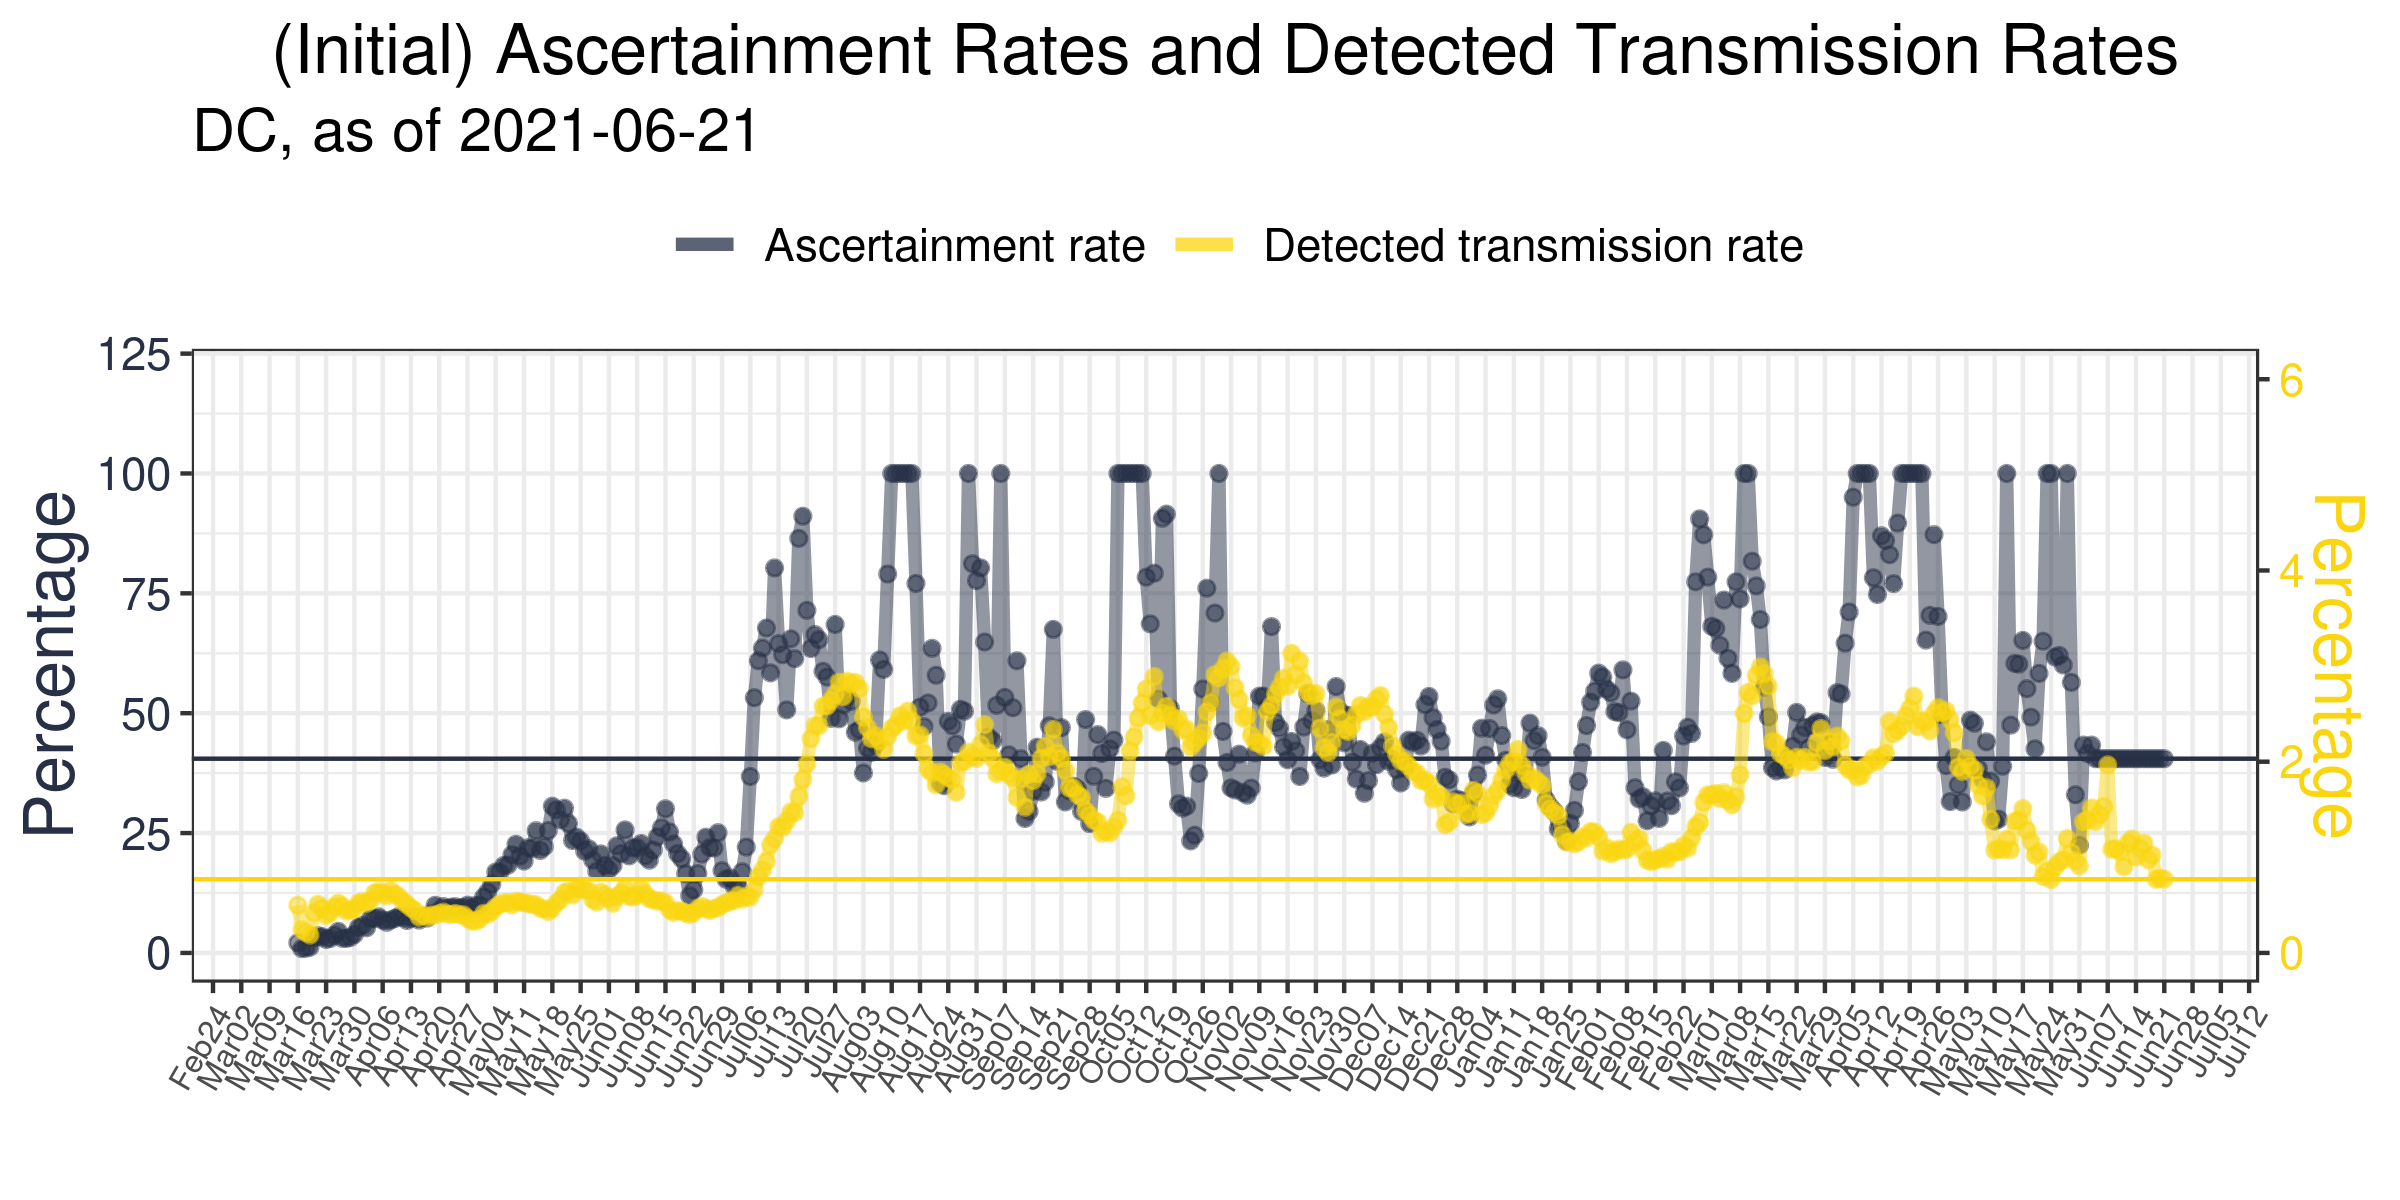 (Initial) Ascertainment Rates and Detected Transmission Rates
DC, as of 2021-06-21
Ascertainment rate
Detected transmission rate
Percentage
125
100
75
50
25
0
6
4
2
0
Percentage
Feb24
Mar02
Mar09
Mar16
Mar23
Mar30
Apr06
Apr13
Apr20
Apr27
May04
May11
May18
May25
Jun01
Jun08
Jun15
Jun22
Jun29
Jul06
Jul13
Jul20
Jul27
Aug03
Aug10
Aug17
Aug24
Aug31
Sep07
Sep14
Sep21
Sep28
Oct05
Oct12
Oct19
Oct26
Nov02
Nov09
Nov16
Nov23
Nov30
Dec07
Dec14
Dec21
Dec28
Jan04
Jan11
Jan18
Jan25
Feb01
Feb08
Feb15
Feb22
Mar01
Mar08
Mar15
Mar22
Mar29
Apr05
Apr12
Apr19
Apr26
May03
May10
May17
May24
May31
Jun07
Jun14
Jun21
Jun28
Jul05
Jul12